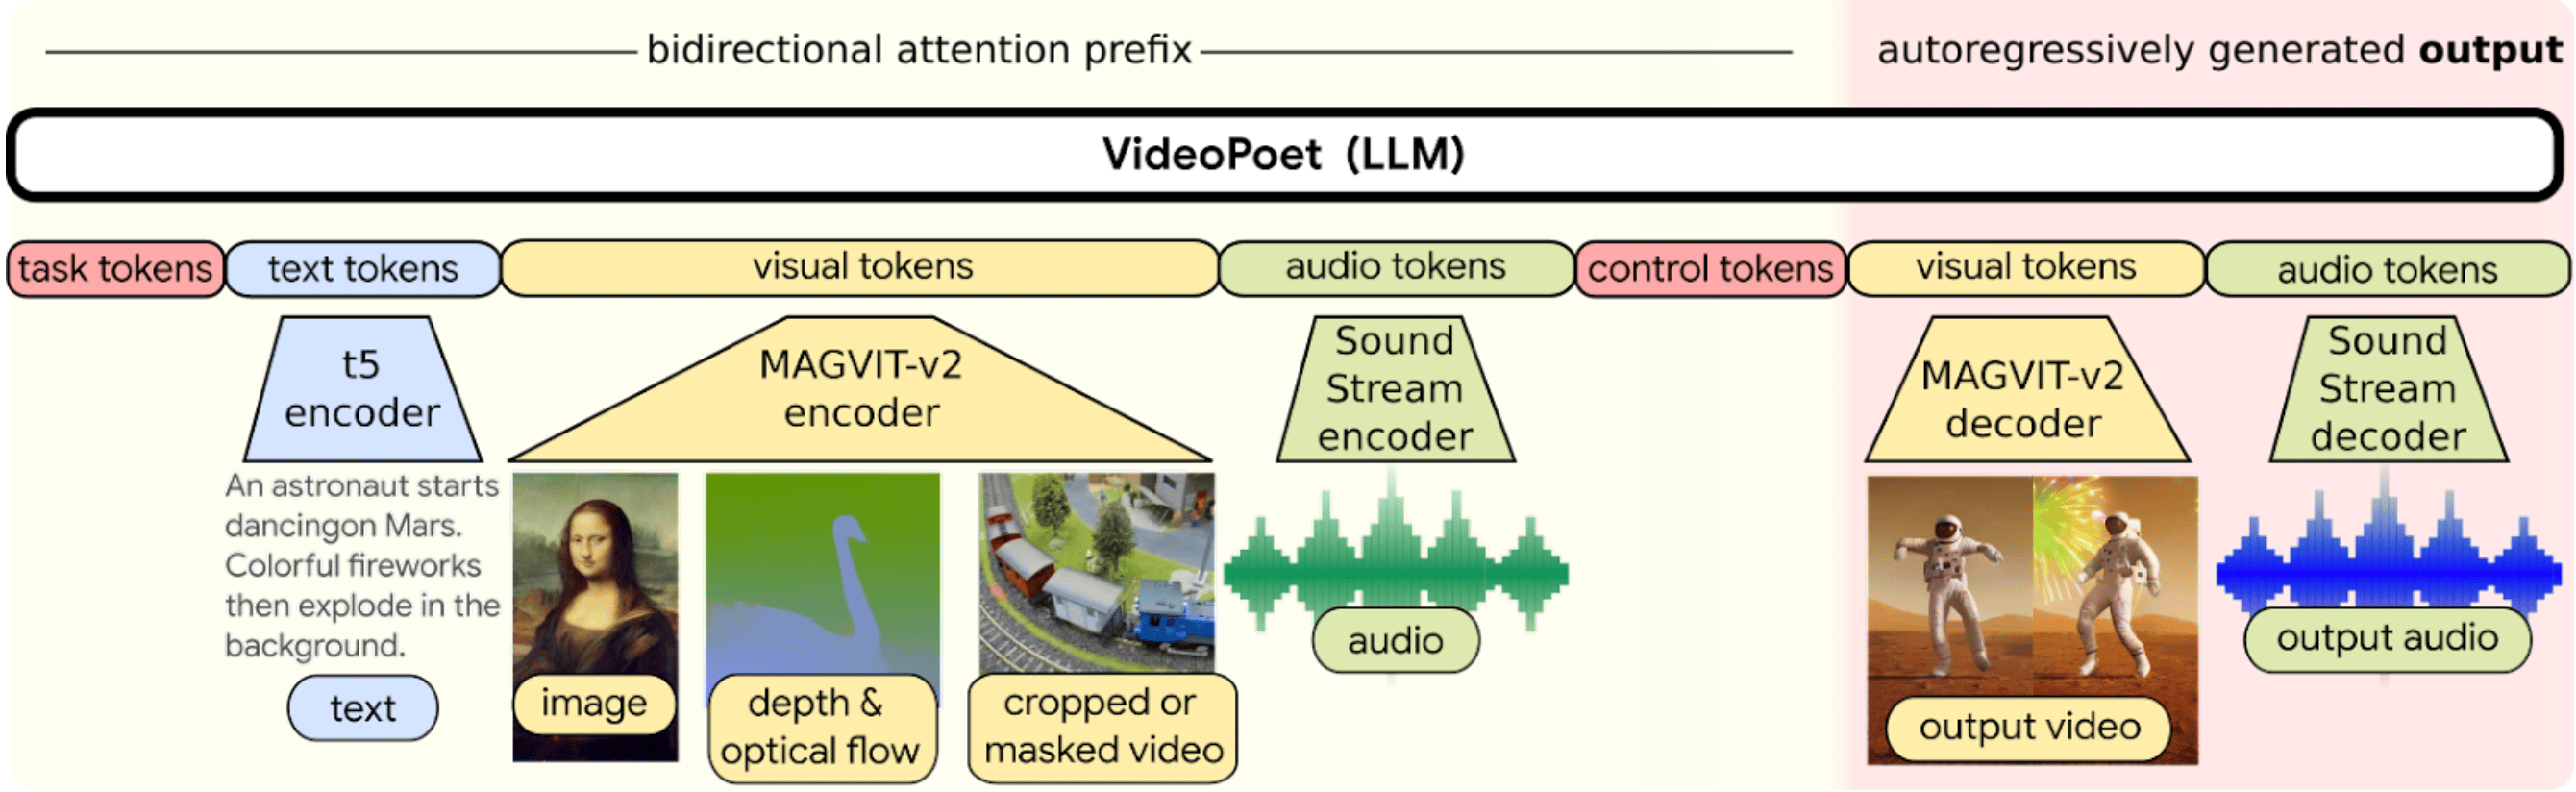 bidirectional attention prefix
autoregressively generated output
VideoPoet (LLM)
task tokens
text tokens
visual tokens
audio tokens
control tokens
visual tokens
audio tokens
t5
encoder
MAGVIT-v2
encoder
Sound
Stream
encoder
MAGVIT-v2
decoder
Sound
Stream
decoder
An astronaut starts
dancingon Mars.
Colorful fireworks
then explode in the
background.
text
image
depth &
optical flow
cropped or
masked video
audio
output video
output audio